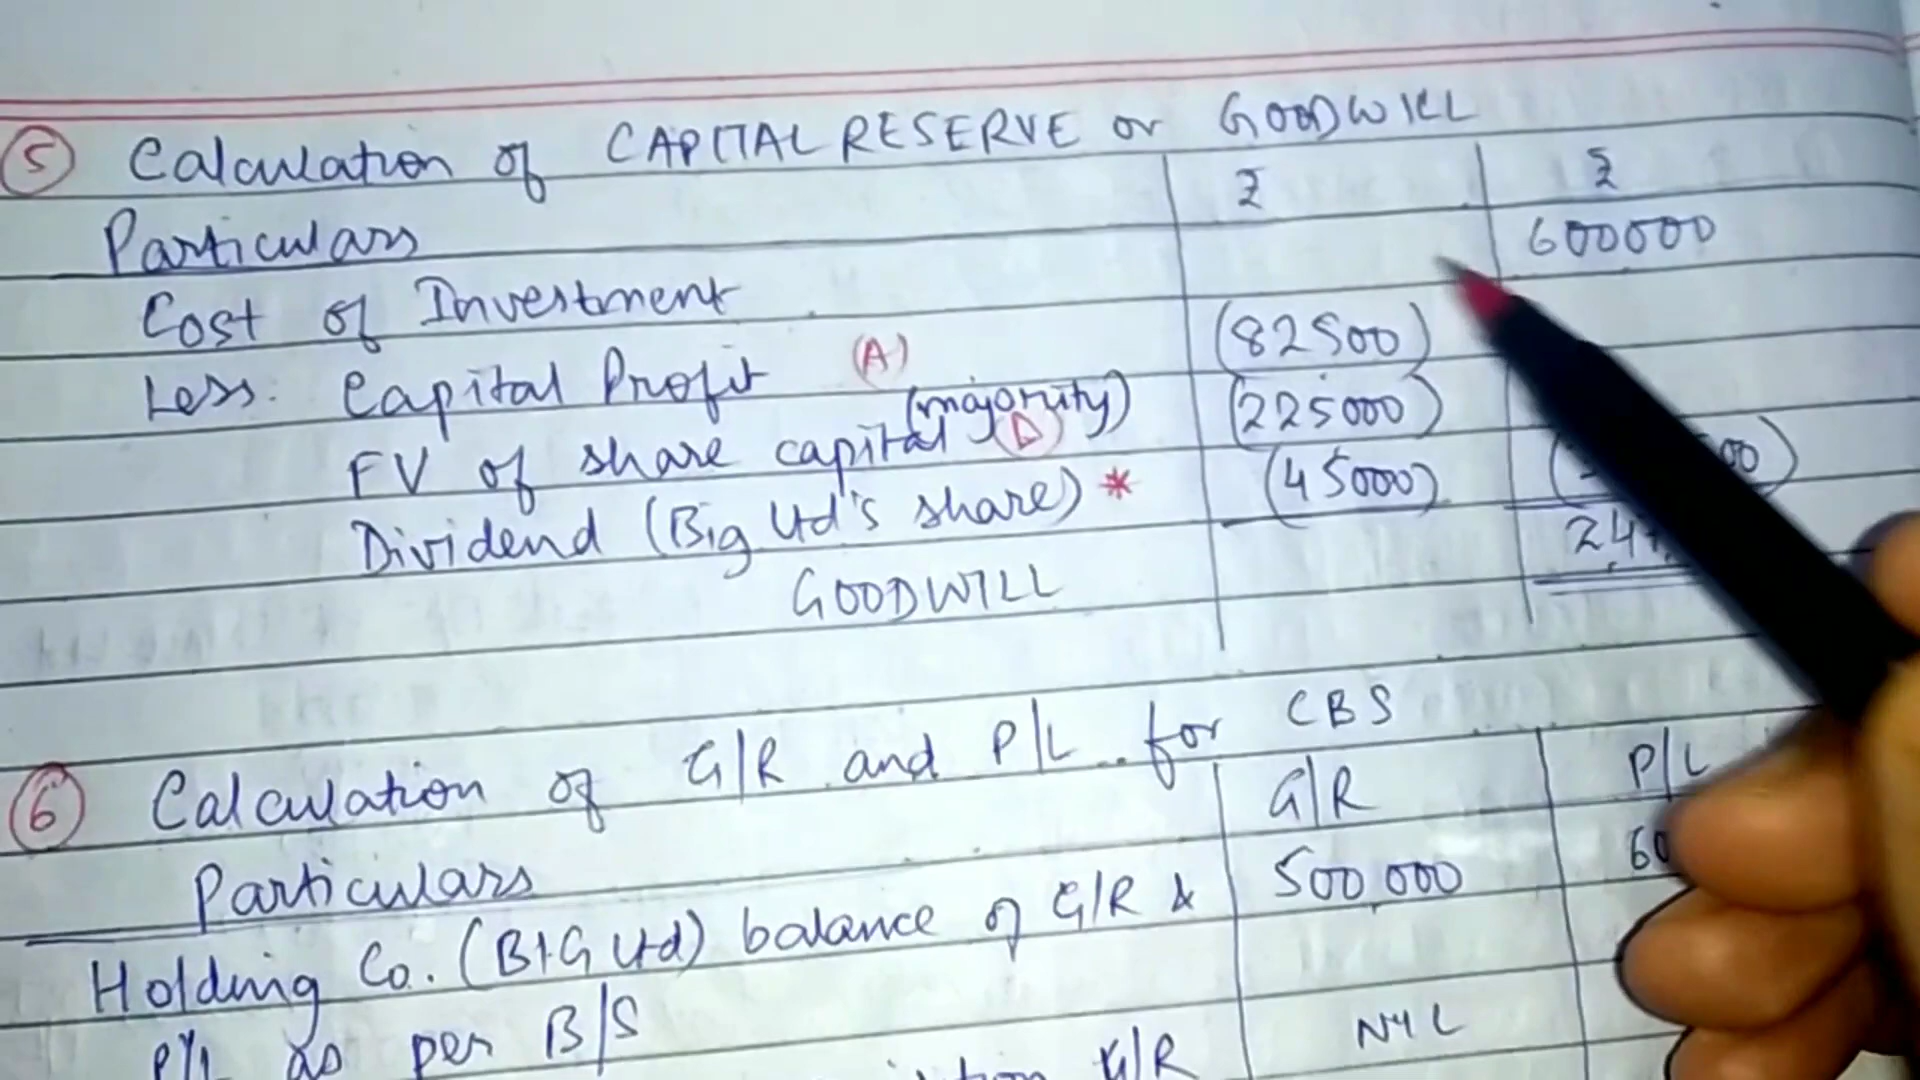 5 Calculation of CAPITAL RESERVE or GOODWILL
Particulars ₹ ₹
Cost of Investment 600000
Less: Capital Profit (A) (82500)
FV of share capital (majority) (D) (225000)
Dividend (Big Ltd's share) * (45000)
GOODWILL
6 Calculation of G/R and P/L for CBS
Particulars G/R P/L
Holding Co. (BIG Ltd) balance of G/R & 500000
P/L as per B/S NIL
G/R